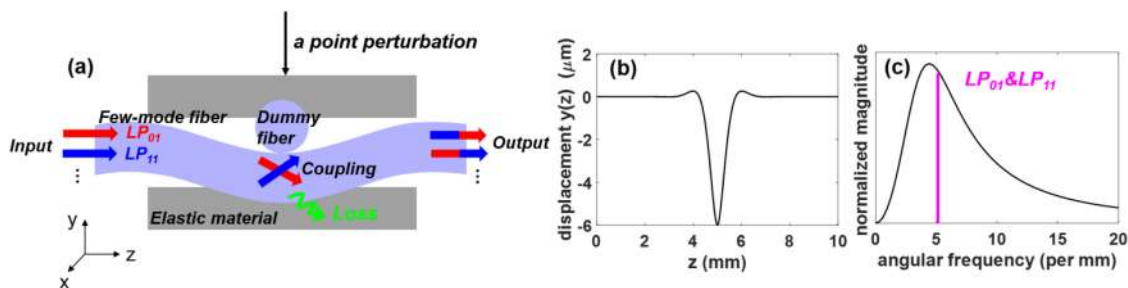 (a)
a point perturbation
Few-mode fiber
Dummy
fiber
Input
LP01
LP11
Coupling
Output
⋮
⋮
Loss
Elastic material
y
z
x
(b)
displacement y(z) (μm)
2
0
-2
-4
-6
0 2 4 6 8 10
z (mm)
(c)
LP01&LP11
normalized magnitude
0 5 10 15 20
angular frequency (per mm)